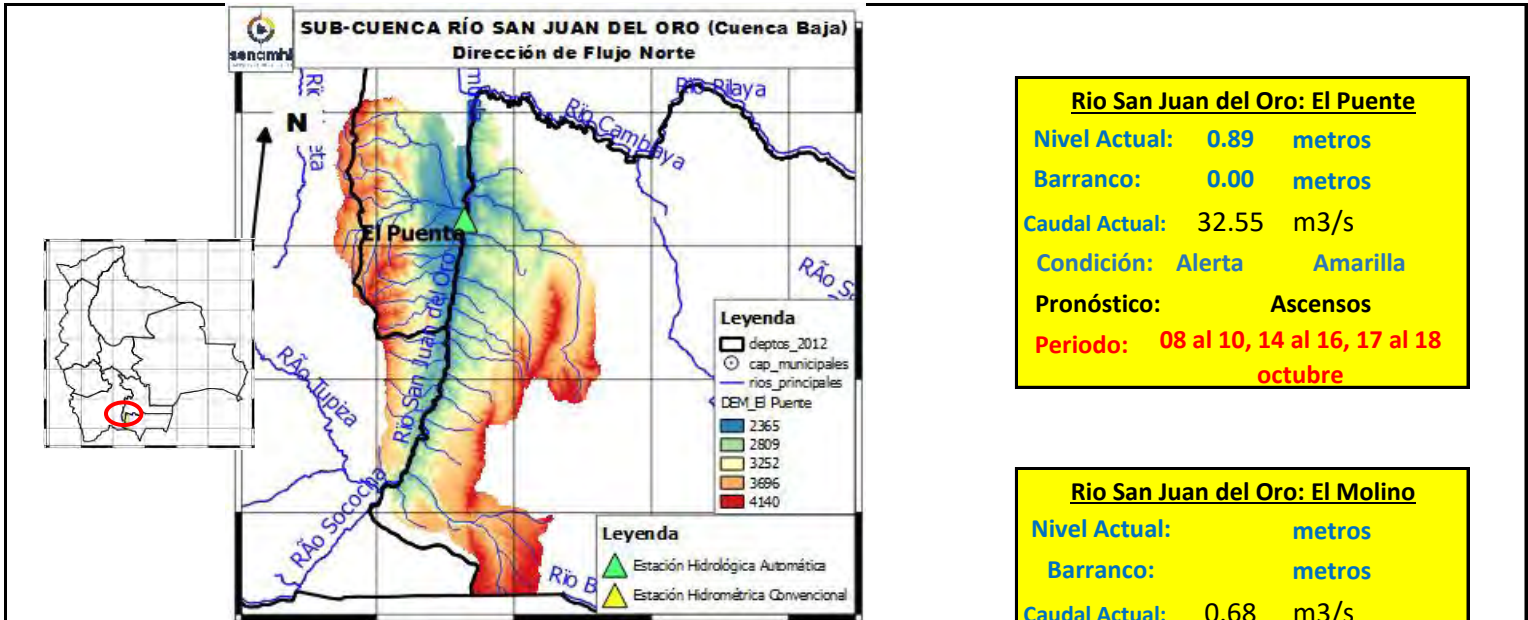 SUB-CUENCA RÍO SAN JUAN DEL ORO (Cuenca Baja)
Dirección de Flujo Norte
senamhi
N
Río Pilaya
Río Camblaya
El Puente
Río San Juan del Oro
RÃo Tupiza
RÃo Sococha
RÃo S
Río B
Leyenda
deptos_2012
cap_municipales
rios_principales
DEM_El Puente
2365
2809
3252
3696
4140
Leyenda
Estación Hidrológica Automática
Estación Hidrométrica Convencional
Rio San Juan del Oro: El Puente
Nivel Actual: 0.89 metros
Barranco: 0.00 metros
Caudal Actual: 32.55 m3/s
Condición: Alerta Amarilla
Pronóstico: Ascensos
Periodo: 08 al 10, 14 al 16, 17 al 18
octubre
Rio San Juan del Oro: El Molino
Nivel Actual: metros
Barranco: metros
Caudal Actual: 0.68 m3/s